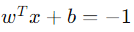 $w^T x + b = -1$